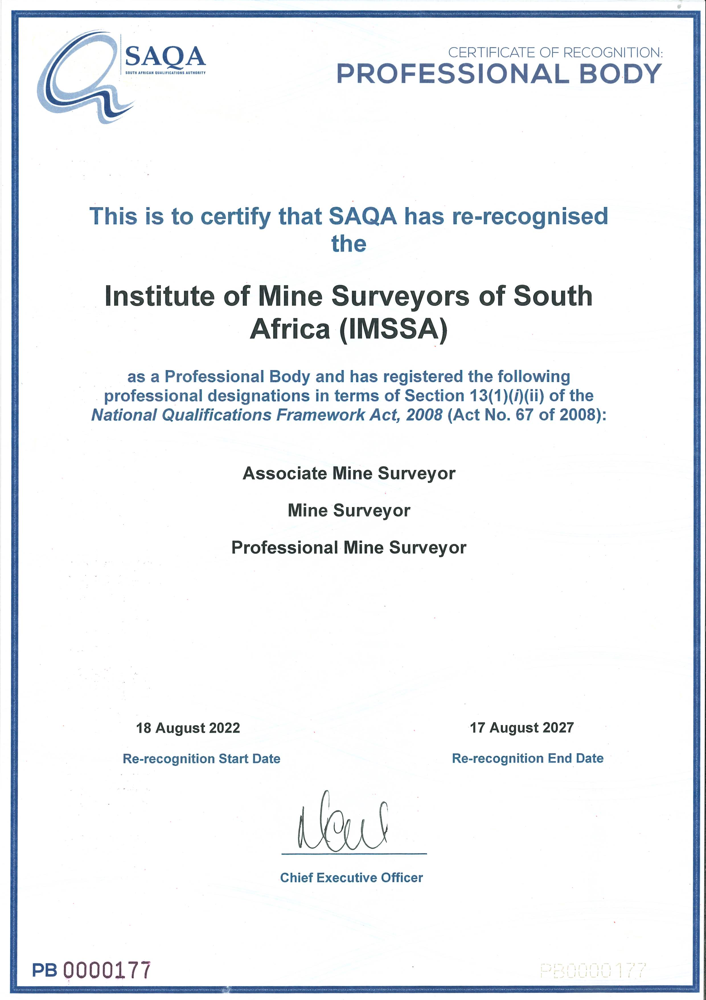 SAQA
SOUTH AFRICAN QUALIFICATIONS AUTHORITY
CERTIFICATE OF RECOGNITION:
PROFESSIONAL BODY
This is to certify that SAQA has re-recognised
the
Institute of Mine Surveyors of South
Africa (IMSSA)
as a Professional Body and has registered the following
professional designations in terms of Section 13(1)(i)(ii) of the
National Qualifications Framework Act, 2008 (Act No. 67 of 2008):
Associate Mine Surveyor
Mine Surveyor
Professional Mine Surveyor
18 August 2022
17 August 2027
Re-recognition Start Date
Re-recognition End Date
Chief Executive Officer
PB 0000177
PB0000177